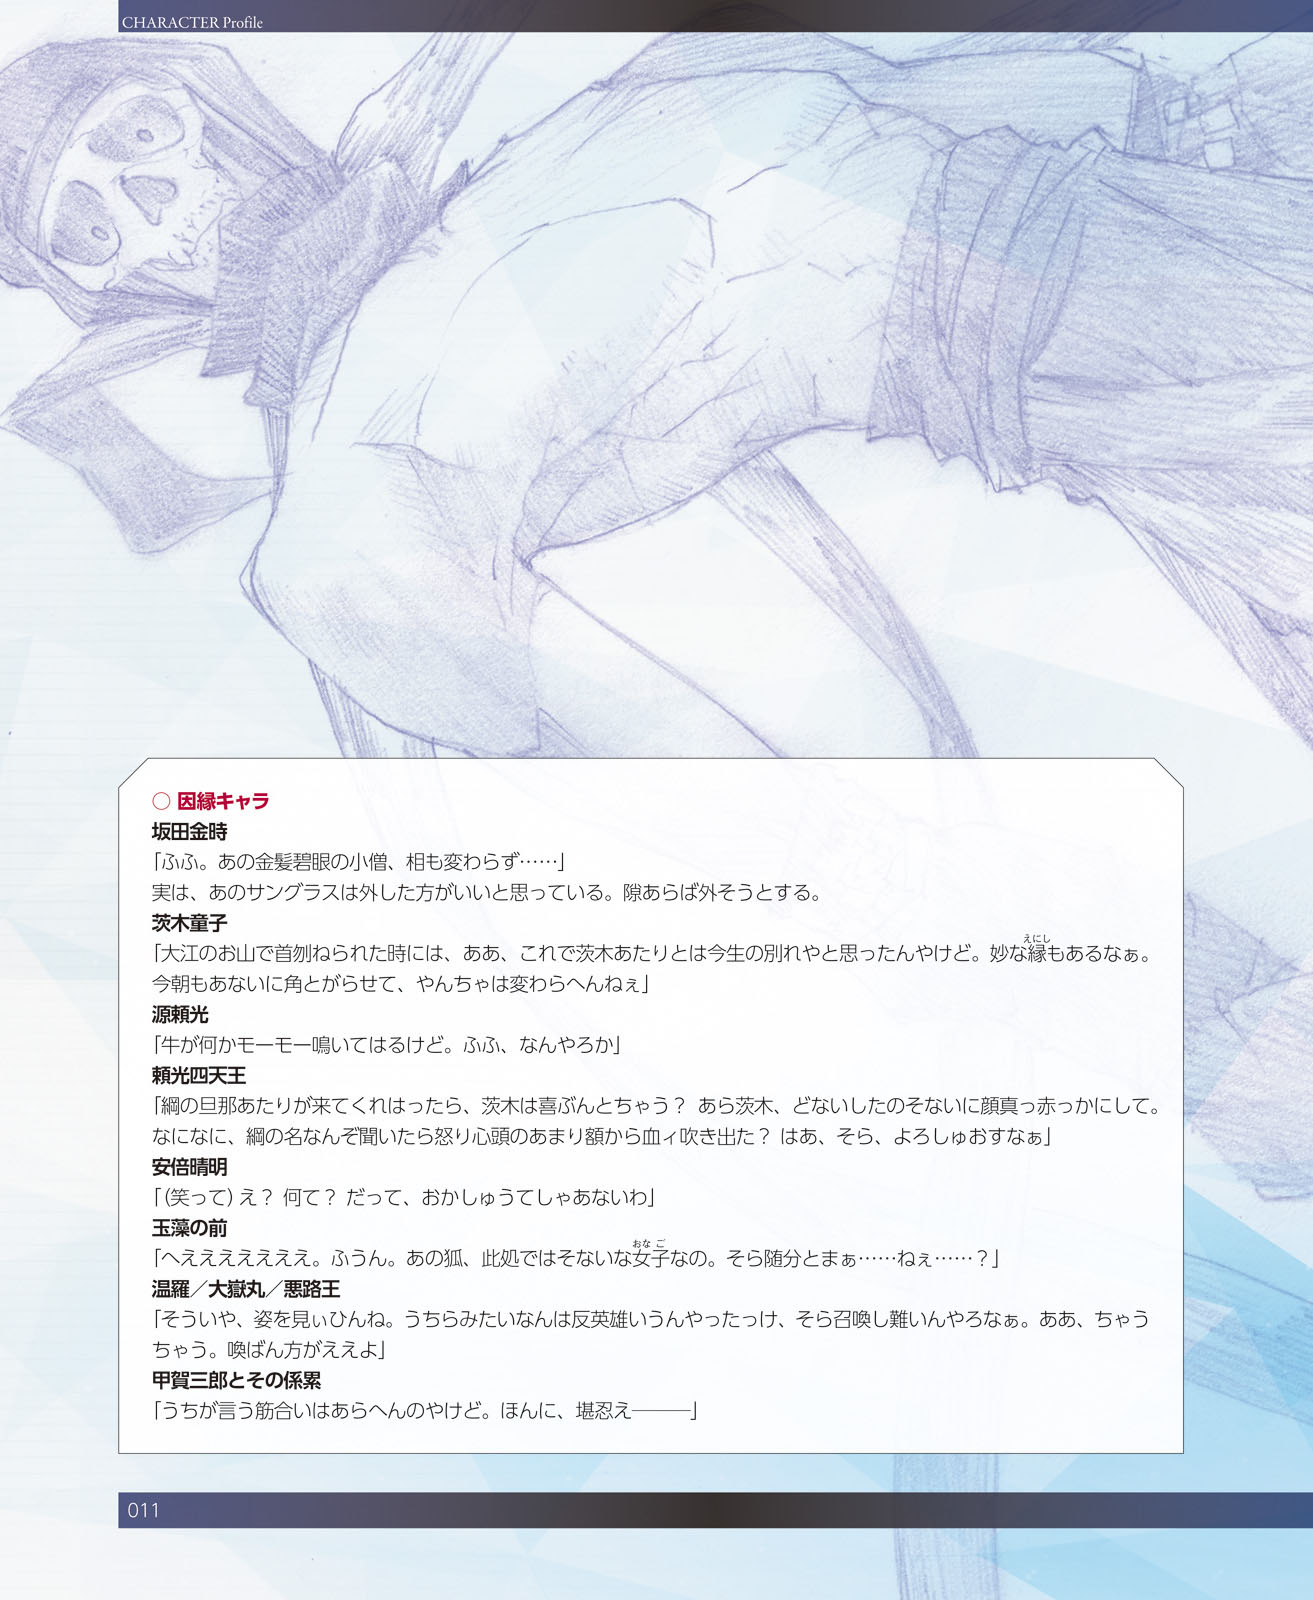 CHARACTER Profile
○ 因縁キャラ
坂田金時
「ふふ。あの金髪碧眼の小僧、相も変わらず……」
実は、あのサングラスは外した方がいいと思っている。隙あらば外そうとする。
茨木童子
えにし
「大江のお山で首刎ねられた時には、ああ、これで茨木あたりとは今生の別れやと思ったんやけど。妙な縁もあるなぁ。
今朝もあないに角とがらせて、やんちゃは変わらへんねぇ」
源頼光
「牛が何かモーモー鳴いてはるけど。ふふ、なんやろか」
頼光四天王
「綱の旦那あたりが来てくれはったら、茨木は喜ぶんとちゃう？ あら茨木、どないしたのそないに顔真っ赤っかにして。
なになに、綱の名なんぞ聞いたら怒り心頭のあまり額から血ィ吹き出た？ はあ、そら、よろしゅおすなぁ」
安倍晴明
「（笑って）え？ 何て？ だって、おかしゅうてしゃあないわ」
玉藻の前
おなご
「へええええええええ。ふうん。あの狐、此処ではそないな女子なの。そら随分とまぁ……ねぇ……？」
温羅／大嶽丸／悪路王
「そういや、姿を見ぃひんね。うちらみたいなんは反英雄いうんやったっけ、そら召喚し難いんやろなぁ。ああ、ちゃう
ちゃう。喚ばん方がええよ」
甲賀三郎とその係累
「うちが言う筋合いはあらへんのやけど。ほんに、堪忍え―――」
011